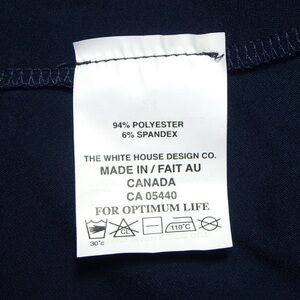 94% POLYESTER
6% SPANDEX
THE WHITE HOUSE DESIGN CO.
MADE IN / FAIT AU
CANADA
CA 05440
FOR OPTIMUM LIFE
CL 110°C
30°C